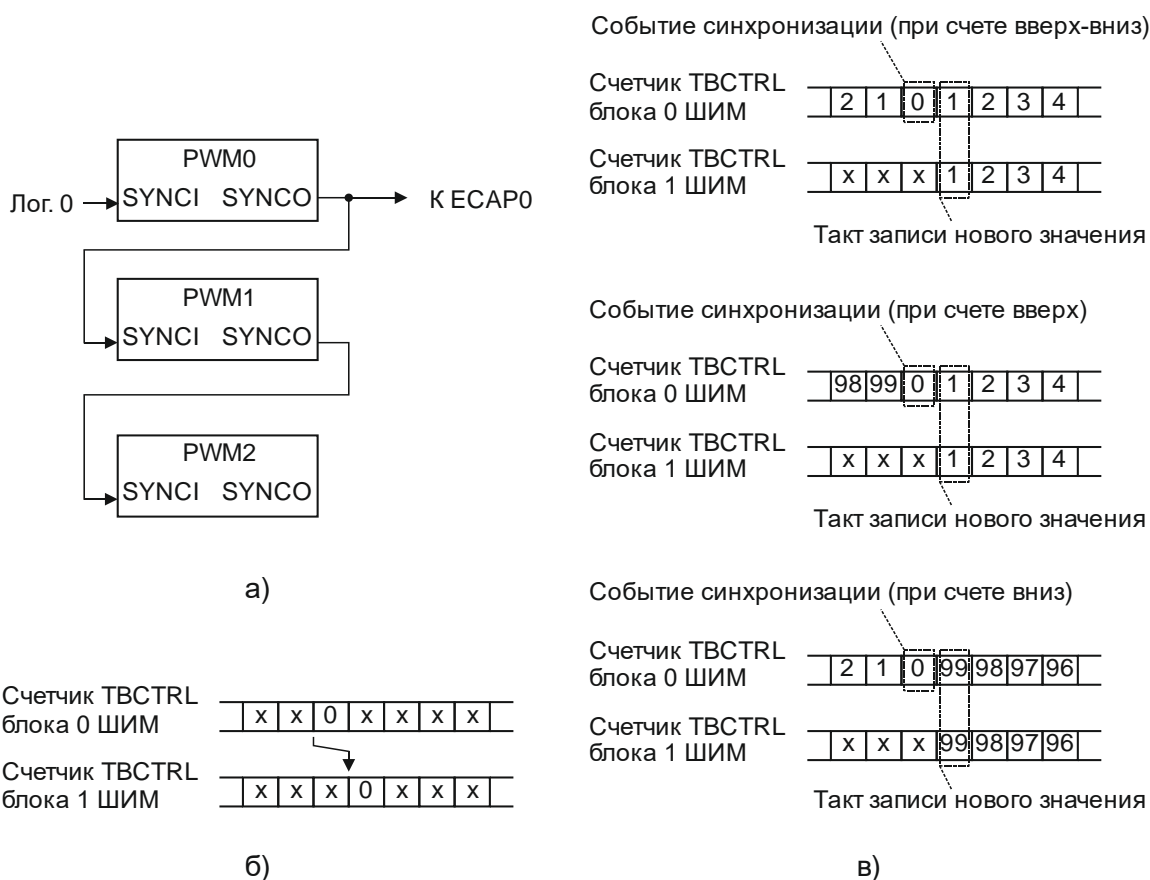 PWM0
Лог. 0 SYNCI SYNCO К ECAP0
PWM1
SYNCI SYNCO
PWM2
SYNCI SYNCO
а)
Счетчик TBCTRL
блока 0 ШИМ
x x 0 x x x x
Счетчик TBCTRL
блока 1 ШИМ
x x x 0 x x x
б)
Событие синхронизации (при счете вверх-вниз)
Счетчик TBCTRL
блока 0 ШИМ
2 1 0 1 2 3 4
Счетчик TBCTRL
блока 1 ШИМ
x x x 1 2 3 4
Такт записи нового значения
Событие синхронизации (при счете вверх)
Счетчик TBCTRL
блока 0 ШИМ
98 99 0 1 2 3 4
Счетчик TBCTRL
блока 1 ШИМ
x x x 1 2 3 4
Такт записи нового значения
Событие синхронизации (при счете вниз)
Счетчик TBCTRL
блока 0 ШИМ
2 1 0 99 98 97 96
Счетчик TBCTRL
блока 1 ШИМ
x x x 99 98 97 96
Такт записи нового значения
в)